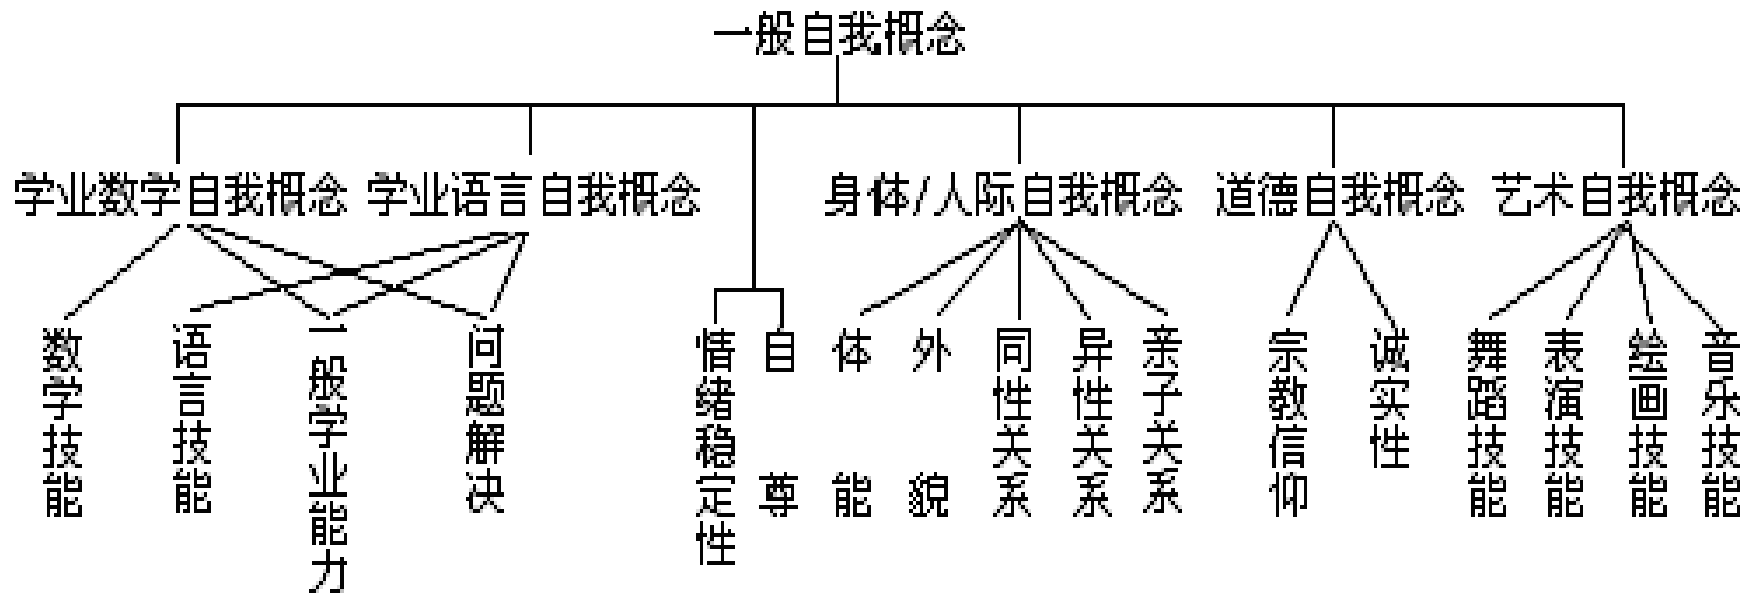 一般自我概念
学业数学自我概念
学业语言自我概念
身体/人际自我概念
道德自我概念
艺术自我概念
数学技能
语言技能
一般学业能力
问题解决
情绪稳定性
自尊
体能
外貌
同性关系
异性关系
亲子关系
宗教信仰
诚实性
舞蹈技能
表演技能
绘画技能
音乐技能